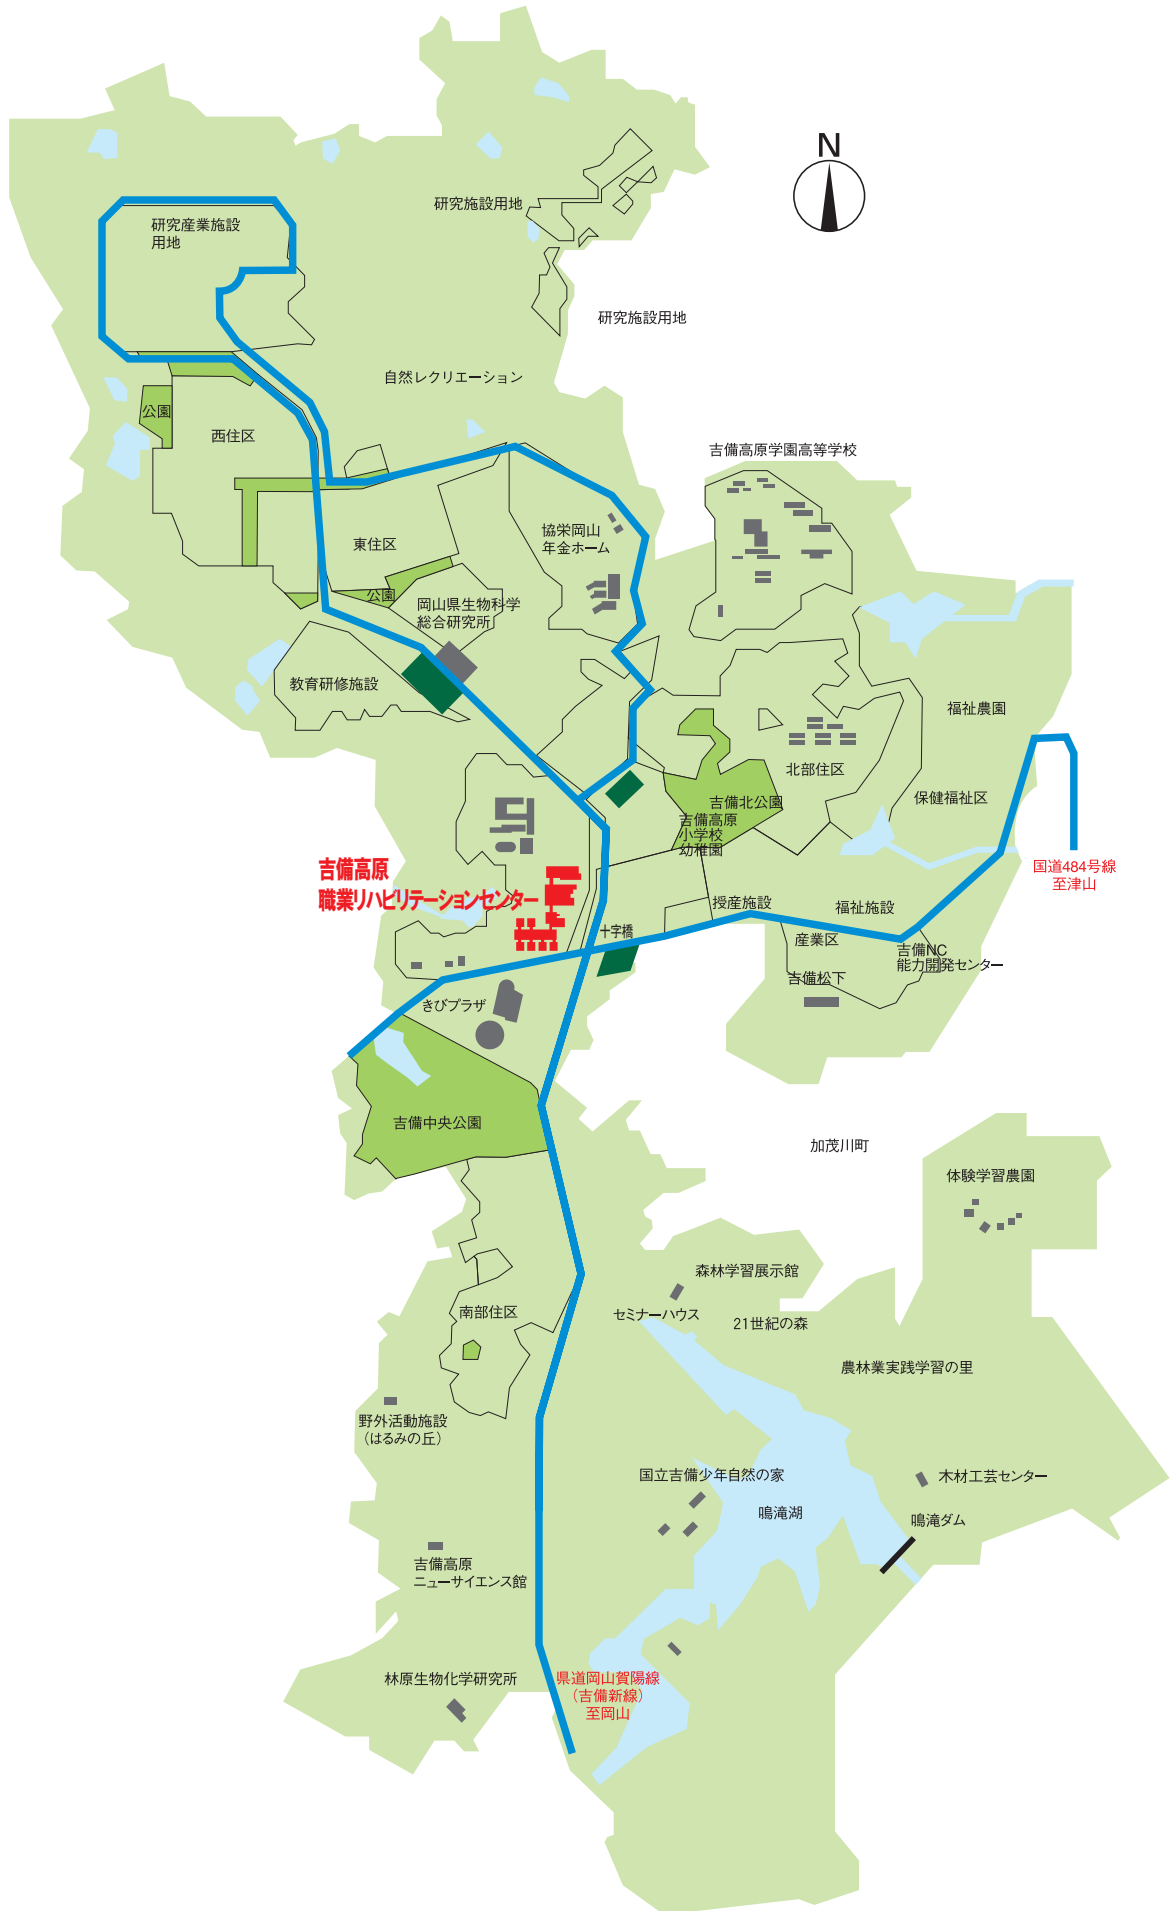 N
研究施設用地
研究産業施設
用地
研究施設用地
自然レクリエーション
公園
西住区
吉備高原学園高等学校
協栄岡山
年金ホーム
東住区
公園
岡山県生物科学
総合研究所
教育研修施設
福祉農園
北部住区
保健福祉区
吉備北公園
吉備高原
小学校
幼稚園
国道484号線
至津山
吉備高原
職業リハビリテーションセンター
授産施設
福祉施設
十字橋
産業区
吉備NC
能力開発センター
吉備松下
きびプラザ
吉備中央公園
加茂川町
体験学習農園
森林学習展示館
セミナーハウス
21世紀の森
南部住区
農林業実践学習の里
野外活動施設
（はるみの丘）
国立吉備少年自然の家
木材工芸センター
鳴滝湖
鳴滝ダム
吉備高原
ニューサイエンス館
林原生物化学研究所
県道岡山賀陽線
（吉備新線）
至岡山